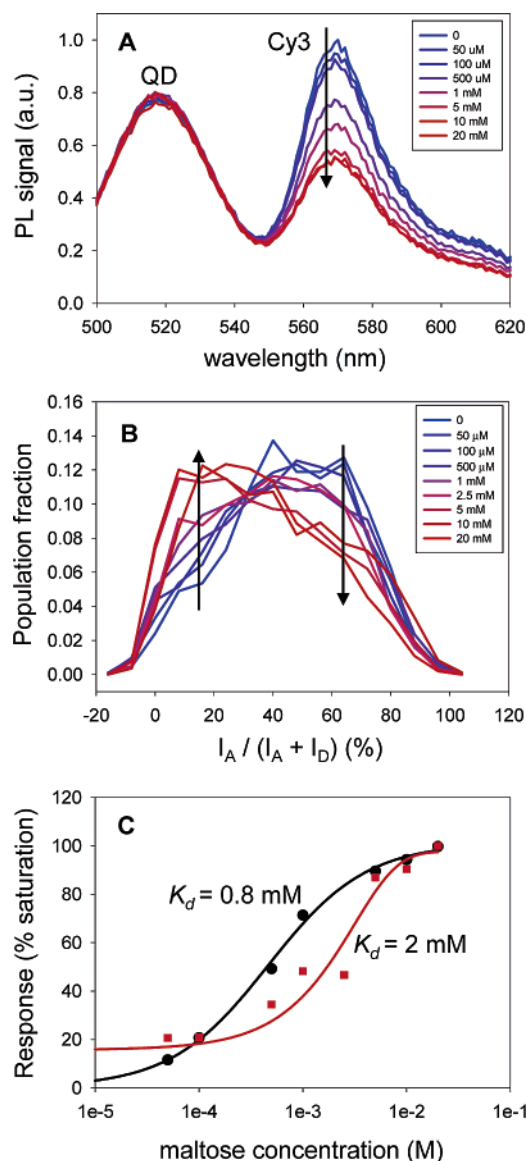 A
Cy3
QD
0
50 uM
100 uM
500 uM
1 mM
5 mM
10 mM
20 mM
PL signal (a.u.)
1.0
0.8
0.6
0.4
0.2
0.0
500 520 540 560 580 600 620
wavelength (nm)
B
0
50 μM
100 μM
500 μM
1 mM
2.5 mM
5 mM
10 mM
20 mM
Population fraction
0.16
0.14
0.12
0.10
0.08
0.06
0.04
0.02
0.00
-20 0 20 40 60 80 100
I_A / (I_A + I_D) (%)
C
K_d = 0.8 mM
K_d = 2 mM
Response (% saturation)
120
100
80
60
40
20
0
1e-5 1e-4 1e-3 1e-2 1e-1
maltose concentration (M)